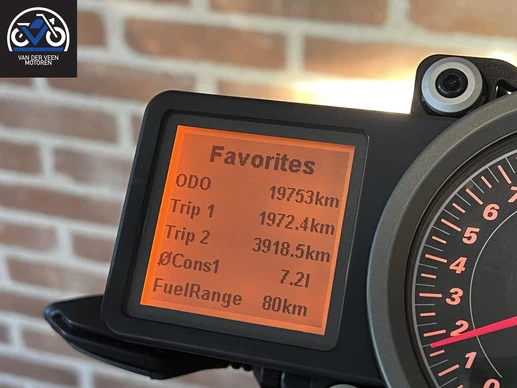 VAN DER VEEN
MOTOREN
Favorites
ODO 19753km
Trip 1 1972.4km
Trip 2 3918.5km
ØCons1 7.2l
FuelRange 80km
7
6
5
4
3
2
1
0